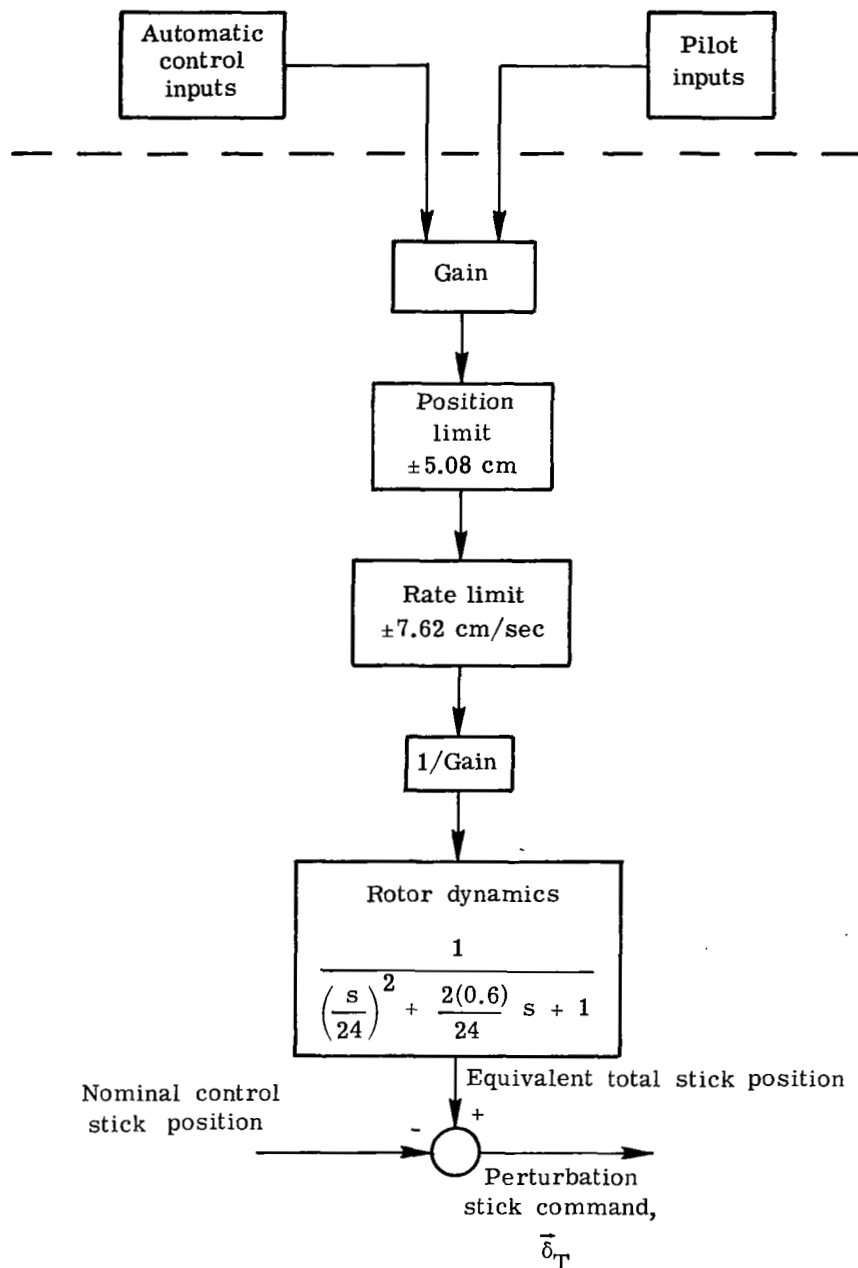 Automatic
control
inputs
Pilot
inputs
Gain
Position
limit
±5.08 cm
Rate limit
±7.62 cm/sec
1/Gain
Rotor dynamics
1
(s/24)^2 + 2(0.6)/24 s + 1
Equivalent total stick position
Nominal control
stick position
- +
Perturbation
stick command,
δ⃗_T